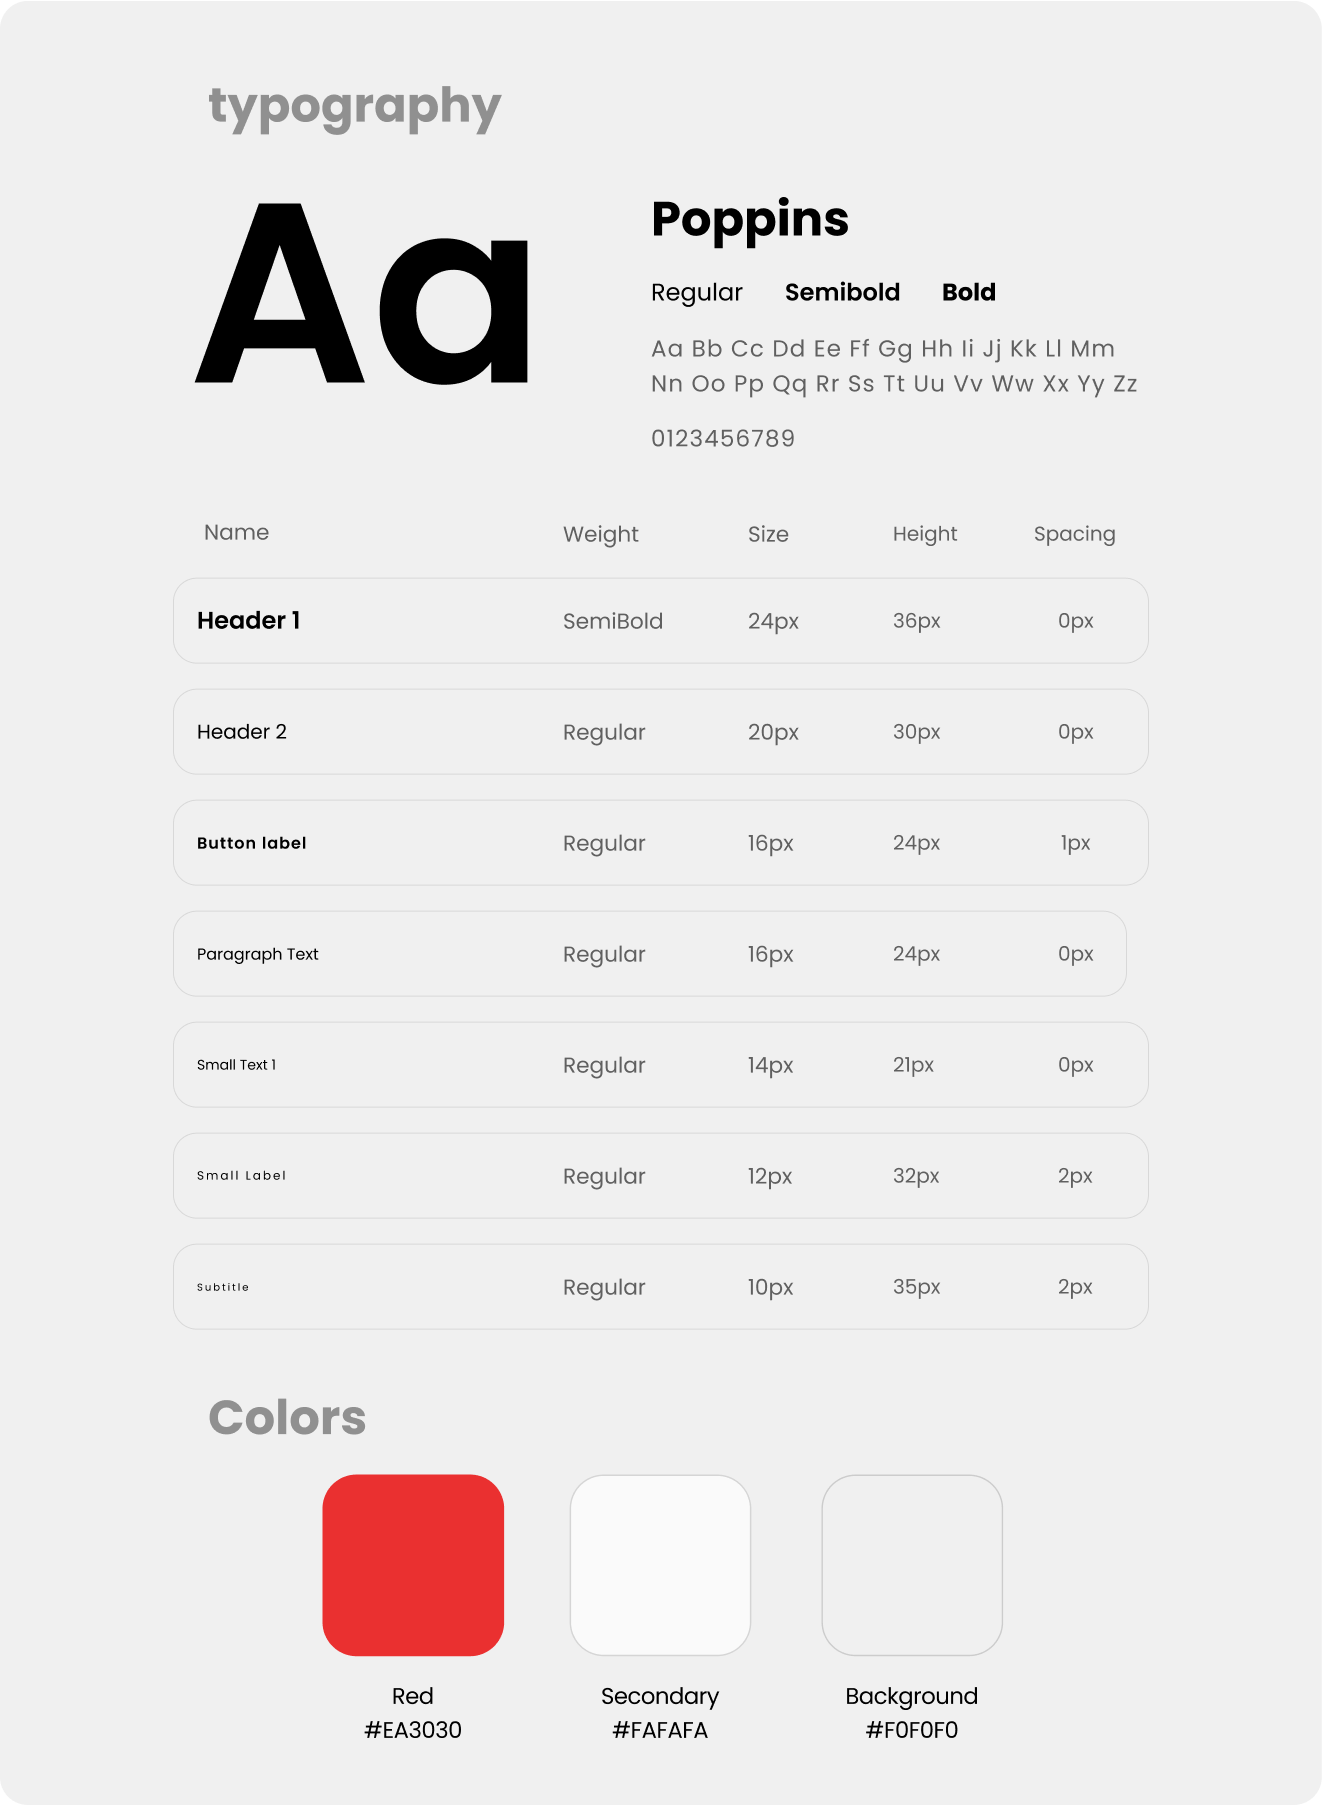 typography
Aa
Poppins
Regular Semibold Bold
Aa Bb Cc Dd Ee Ff Gg Hh Ii Jj Kk Ll Mm
Nn Oo Pp Qq Rr Ss Tt Uu Vv Ww Xx Yy Zz
0123456789
Name Weight Size Height Spacing
Header 1 SemiBold 24px 36px 0px
Header 2 Regular 20px 30px 0px
Button label Regular 16px 24px 1px
Paragraph Text Regular 16px 24px 0px
Small Text 1 Regular 14px 21px 0px
Small Label Regular 12px 32px 2px
Subtitle Regular 10px 35px 2px
Colors
Red Secondary Background
#EA3030 #FAFAFA #F0F0F0